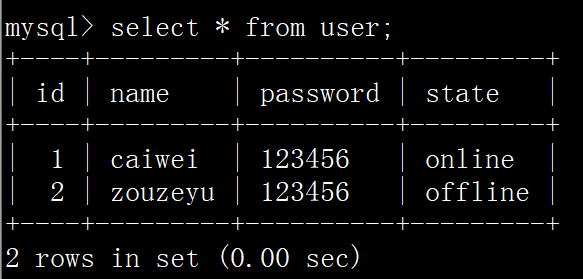 mysql> select * from user;
+----+---------+----------+---------+
| id | name    | password | state   |
+----+---------+----------+---------+
|  1 | caiwei  | 123456   | online  |
|  2 | zouzeyu | 123456   | offline |
+----+---------+----------+---------+
2 rows in set (0.00 sec)